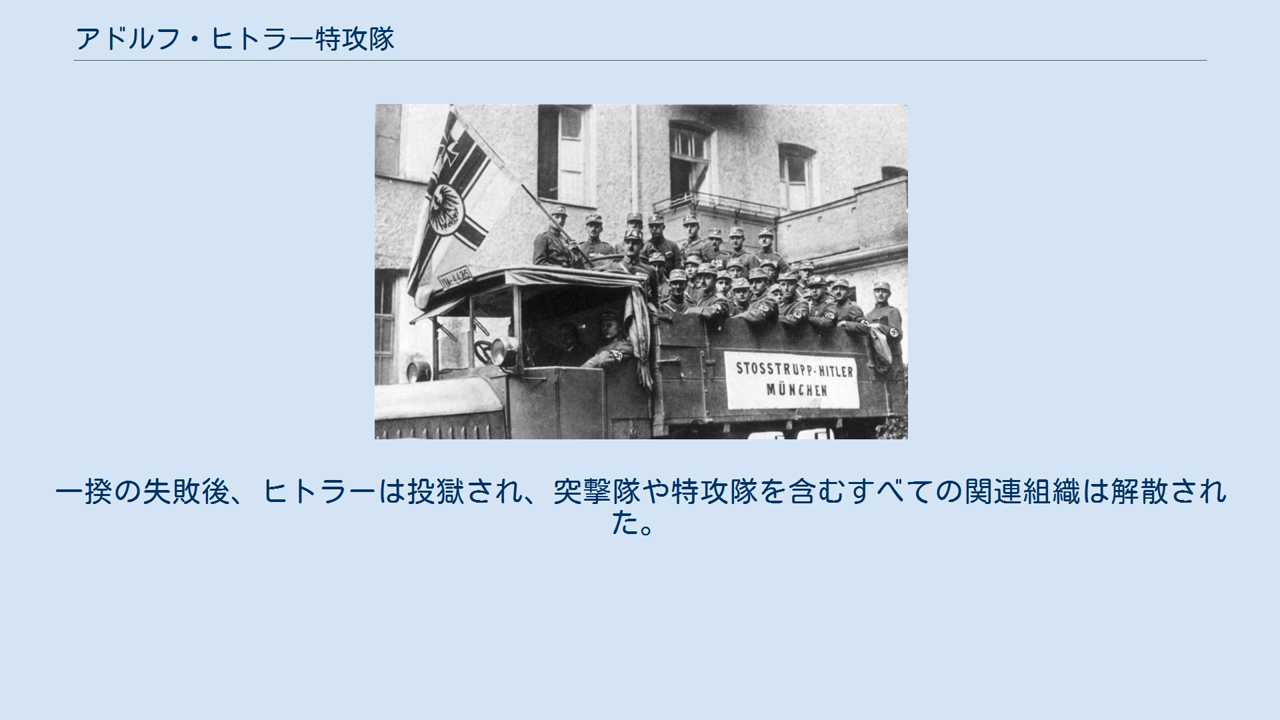 アドルフ・ヒトラー特攻隊
STOSSTRUPP-HITLER
MÜNCHEN
一揆の失敗後、ヒトラーは投獄され、突撃隊や特攻隊を含むすべての関連組織は解散され
た。